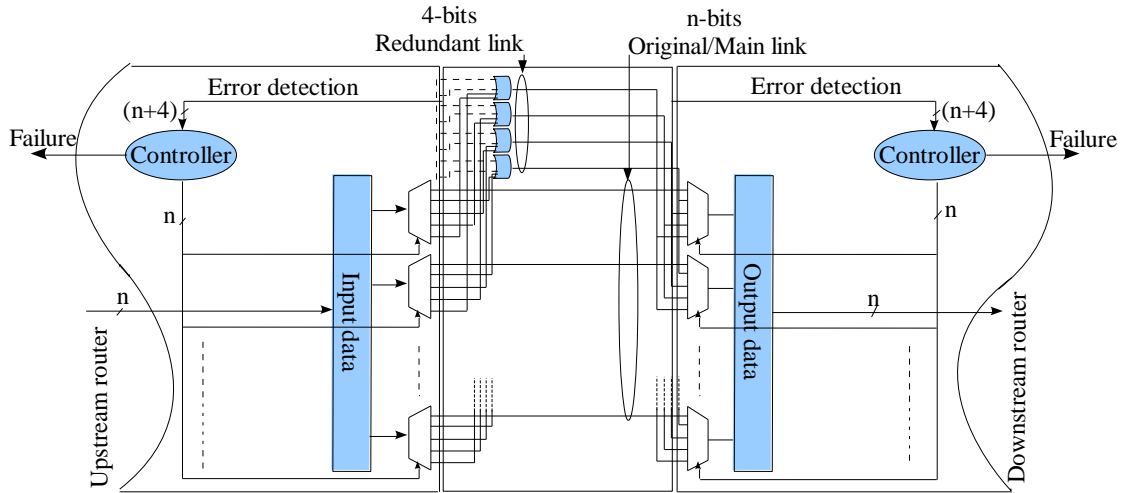 4-bits
Redundant link
n-bits
Original/Main link
Error detection
Error detection
(n+4)
(n+4)
Failure
Failure
Controller
Controller
n
n
Input data
Output data
n
n
Upstream router
Downstream router